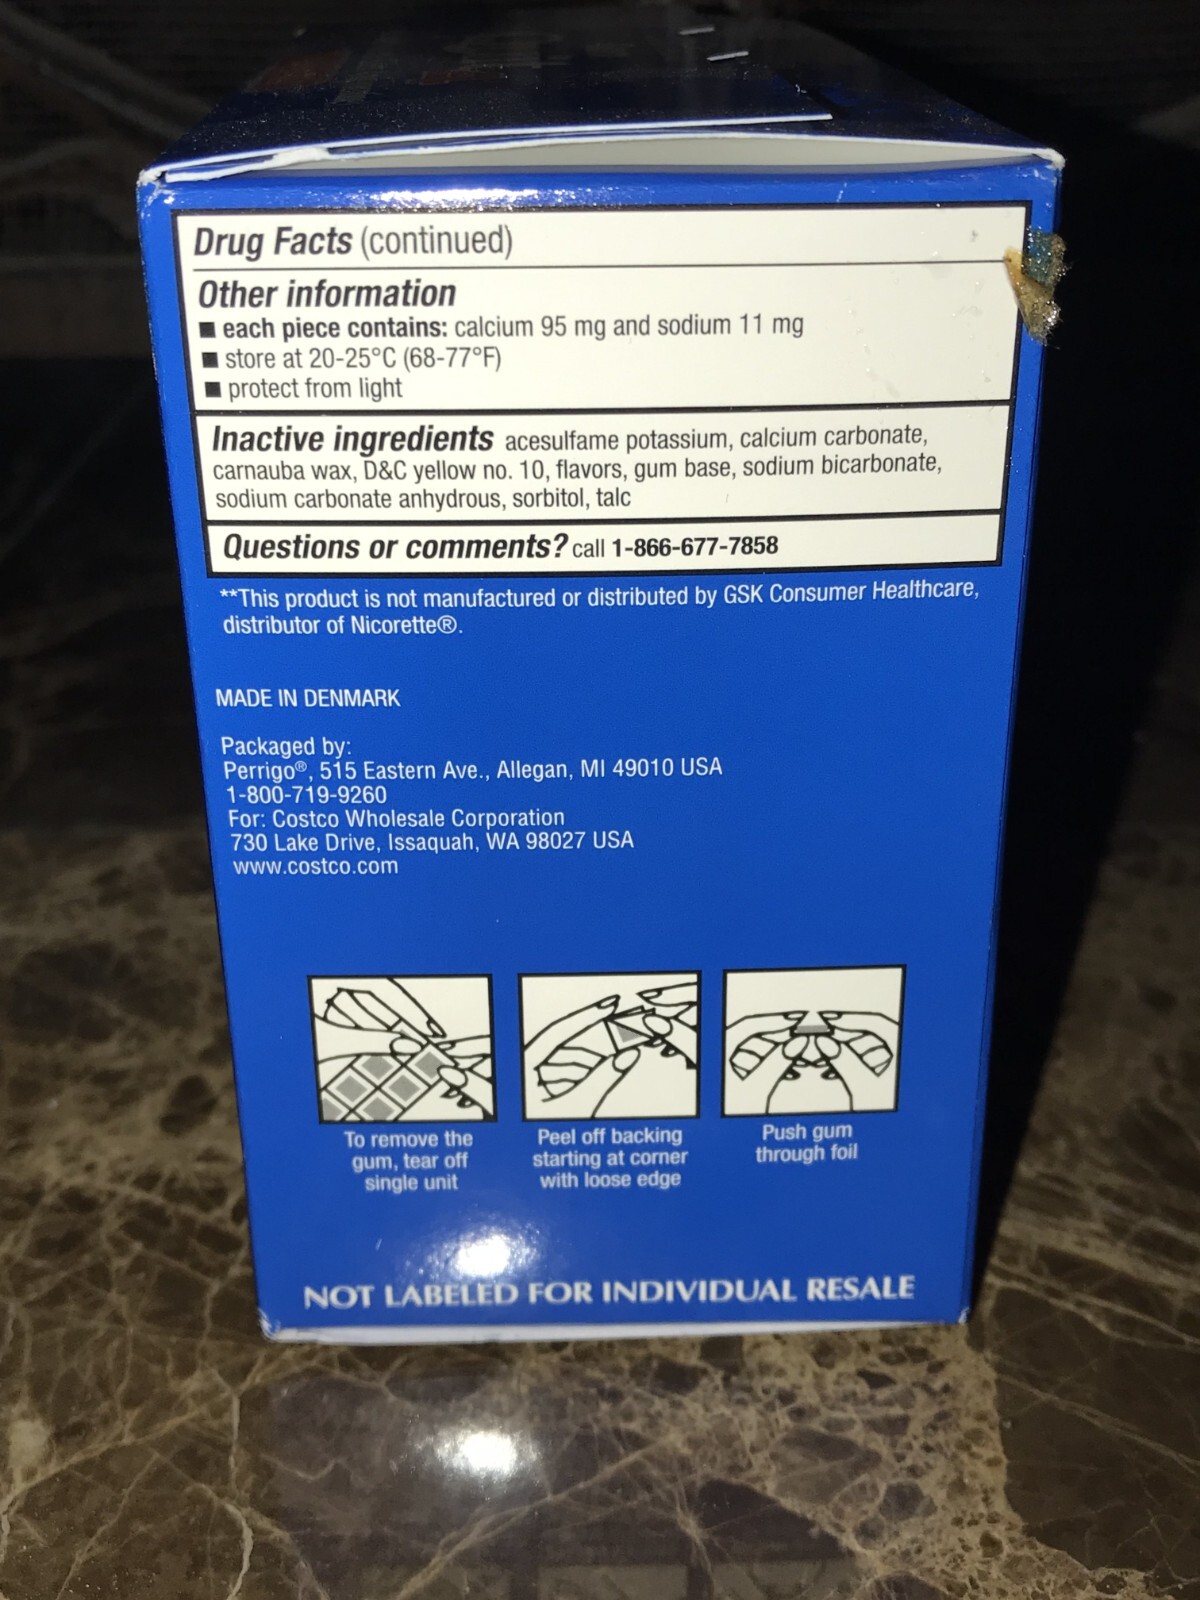 Drug Facts (continued)
Other information
■ each piece contains: calcium 95 mg and sodium 11 mg
■ store at 20-25°C (68-77°F)
■ protect from light
Inactive ingredients acesulfame potassium, calcium carbonate,
carnauba wax, D&C yellow no. 10, flavors, gum base, sodium bicarbonate,
sodium carbonate anhydrous, sorbitol, talc
Questions or comments? call 1-866-677-7858
**This product is not manufactured or distributed by GSK Consumer Healthcare,
distributor of Nicorette®.
MADE IN DENMARK
Packaged by:
Perrigo®, 515 Eastern Ave., Allegan, MI 49010 USA
1-800-719-9260
For: Costco Wholesale Corporation
730 Lake Drive, Issaquah, WA 98027 USA
www.costco.com
To remove the
gum, tear off
single unit
Peel off backing
starting at corner
with loose edge
Push gum
through foil
NOT LABELED FOR INDIVIDUAL RESALE